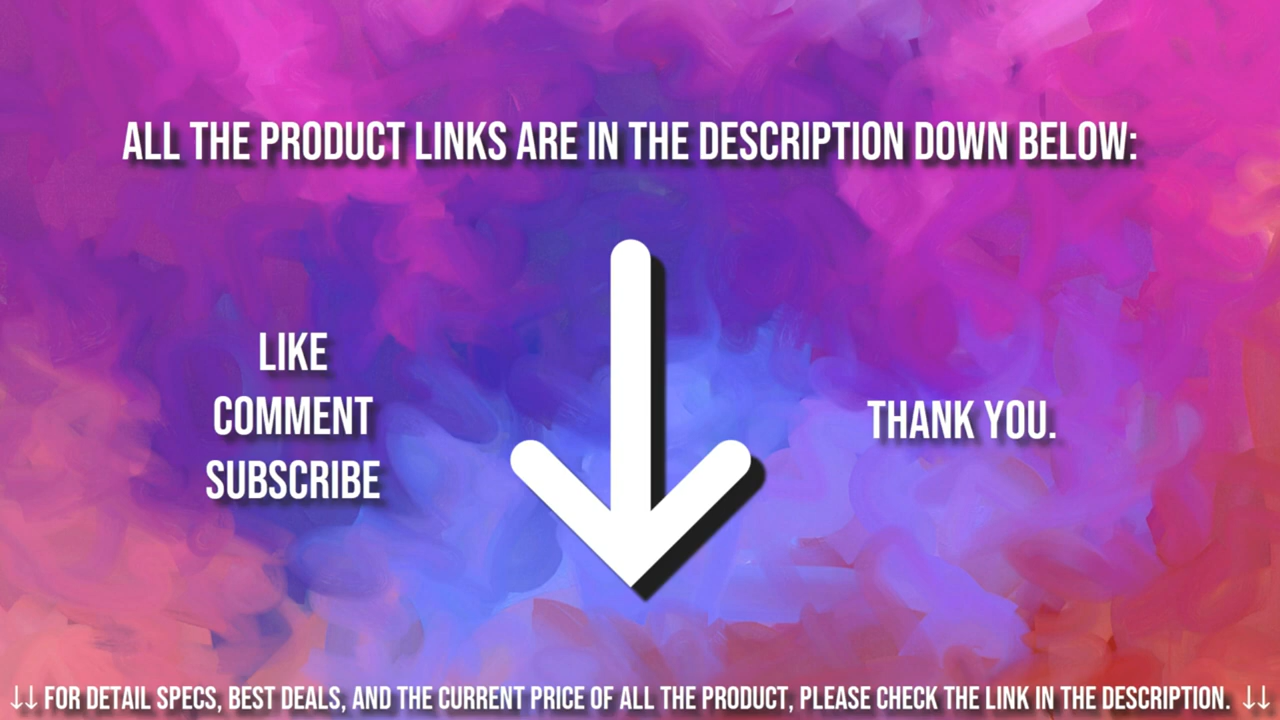 ALL THE PRODUCT LINKS ARE IN THE DESCRIPTION DOWN BELOW:
LIKE
COMMENT
SUBSCRIBE
THANK YOU.
↓↓ FOR DETAIL SPECS, BEST DEALS, AND THE CURRENT PRICE OF ALL THE PRODUCT, PLEASE CHECK THE LINK IN THE DESCRIPTION. ↓↓